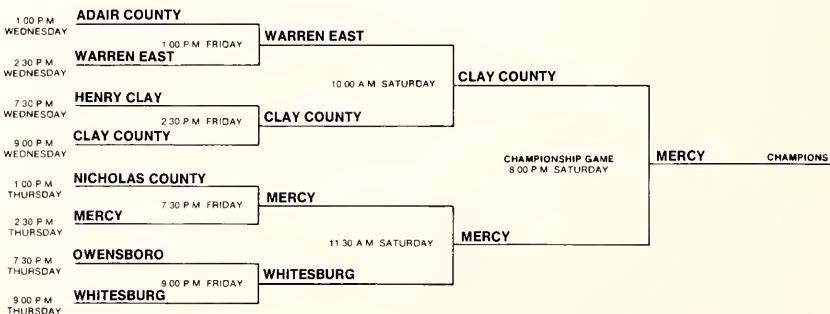 1:00 P M
WEDNESDAY
ADAIR COUNTY
1:00 P M FRIDAY
WARREN EAST
2 30 P M
WEDNESDAY
WARREN EAST
10 00 A M SATURDAY
CLAY COUNTY
7 30 P M
WEDNESDAY
HENRY CLAY
2 30 P M FRIDAY
CLAY COUNTY
9 00 P M
WEDNESDAY
CLAY COUNTY
CHAMPIONSHIP GAME
8:00 P M SATURDAY
MERCY
CHAMPIONS
1:00 P M
THURSDAY
NICHOLAS COUNTY
7 30 P M FRIDAY
MERCY
2 30 P M
THURSDAY
MERCY
11 30 A M SATURDAY
MERCY
7 30 P M
THURSDAY
OWENSBORO
9 00 P M FRIDAY
WHITESBURG
9 00 P M
THURSDAY
WHITESBURG